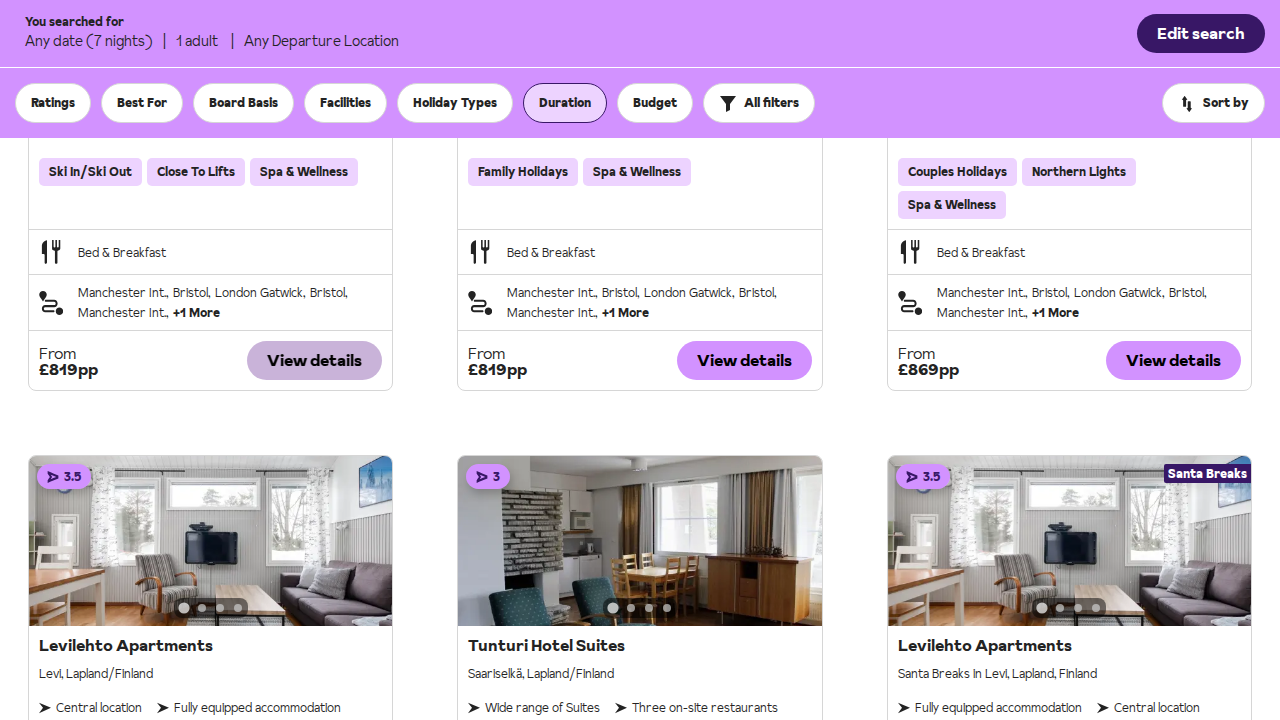 You searched for
Any date (7 nights) | 1 adult | Any Departure Location
Edit search
Ratings
Best For
Board Basis
Facilities
Holiday Types
Duration
Budget
All filters
Sort by
Ski In/Ski Out
Close To Lifts
Spa & Wellness
Bed & Breakfast
Manchester Int., Bristol, London Gatwick, Bristol,
Manchester Int., +1 More
From
£819pp
View details
Family Holidays
Spa & Wellness
Bed & Breakfast
Manchester Int., Bristol, London Gatwick, Bristol,
Manchester Int., +1 More
From
£819pp
View details
Couples Holidays
Northern Lights
Spa & Wellness
Bed & Breakfast
Manchester Int., Bristol, London Gatwick, Bristol,
Manchester Int., +1 More
From
£869pp
View details
3.5
Levilehto Apartments
Levi, Lapland/Finland
Central location
Fully equipped accommodation
3
Tunturi Hotel Suites
Saariselkä, Lapland/Finland
Wide range of Suites
Three on-site restaurants
3.5
Santa Breaks
Levilehto Apartments
Santa Breaks in Levi, Lapland, Finland
Fully equipped accommodation
Central location